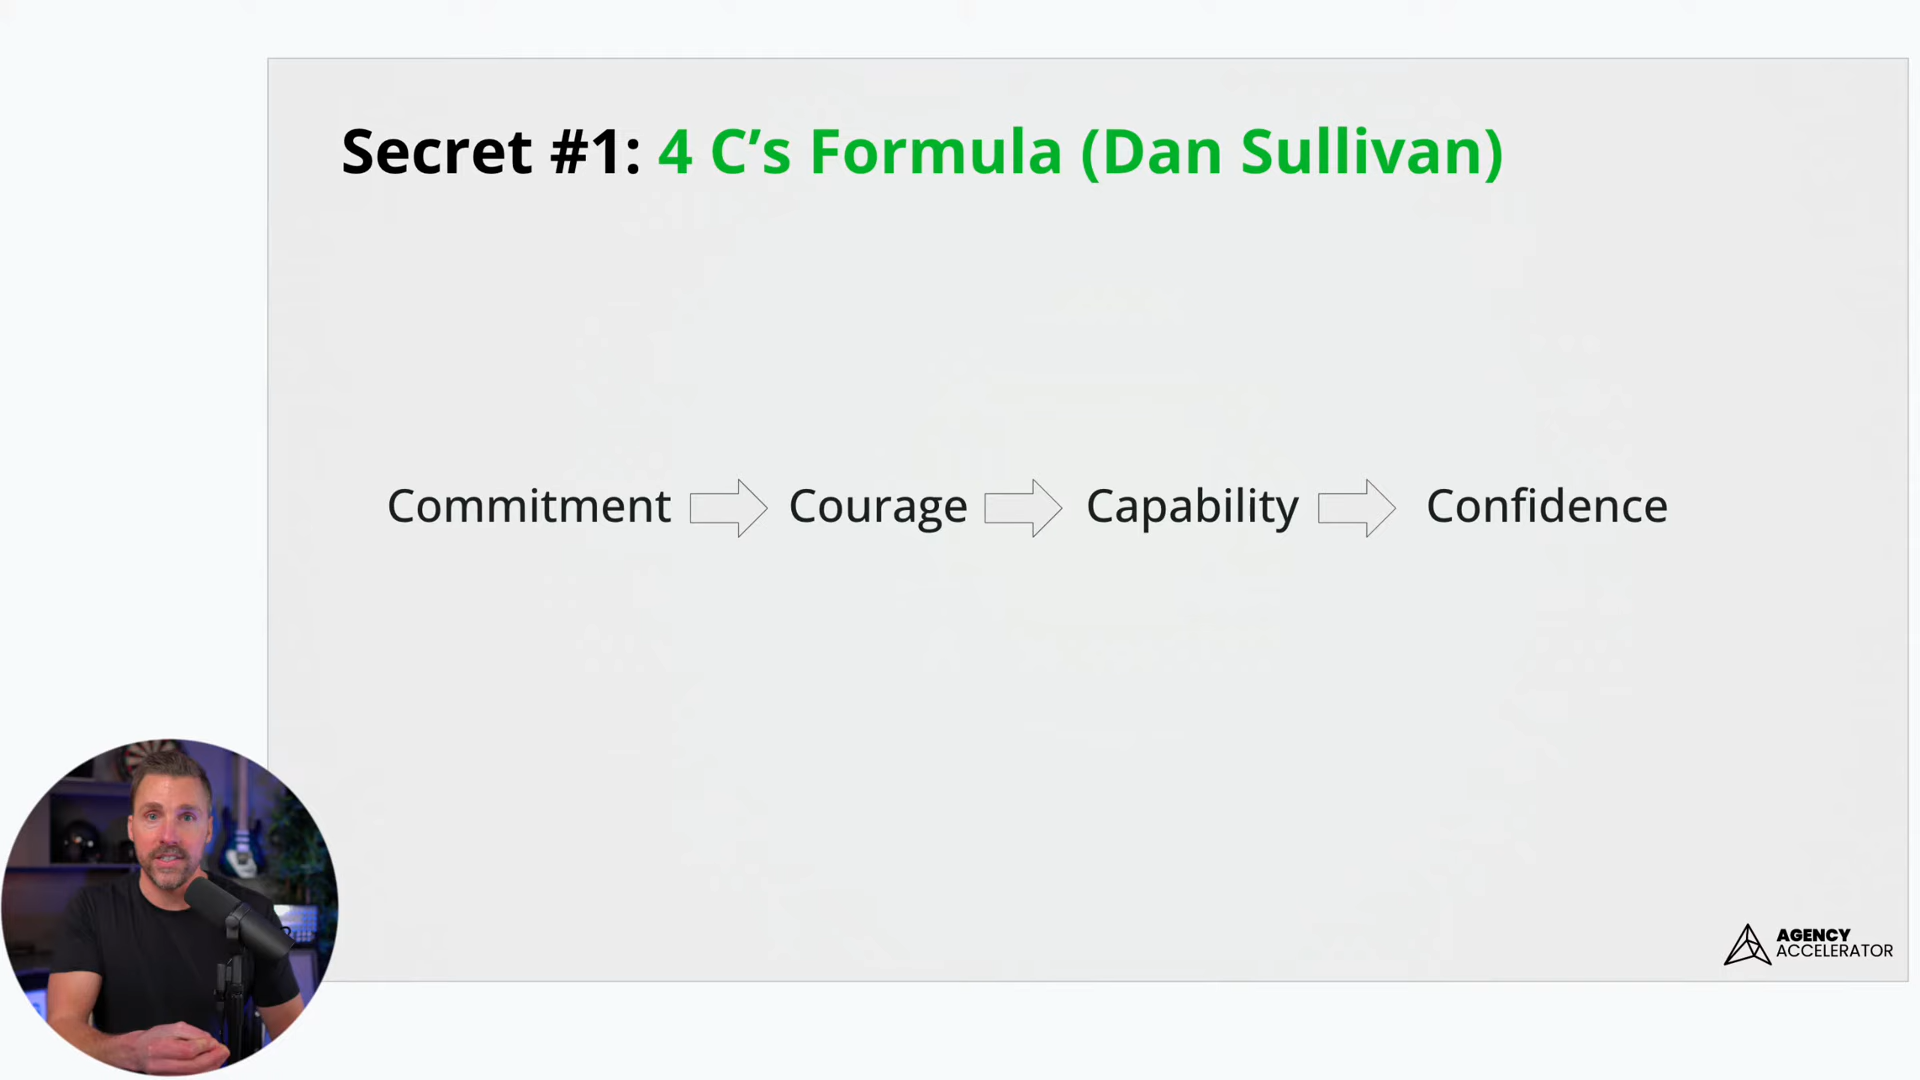 Secret #1: 4 C’s Formula (Dan Sullivan)
Commitment Courage Capability Confidence
AGENCY
ACCELERATOR